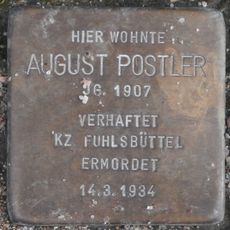 HIER WOHNTE
AUGUST POSTLER
JG. 1907
VERHAFTET
KZ FUHLSBÜTTEL
ERMORDET
14.3.1934